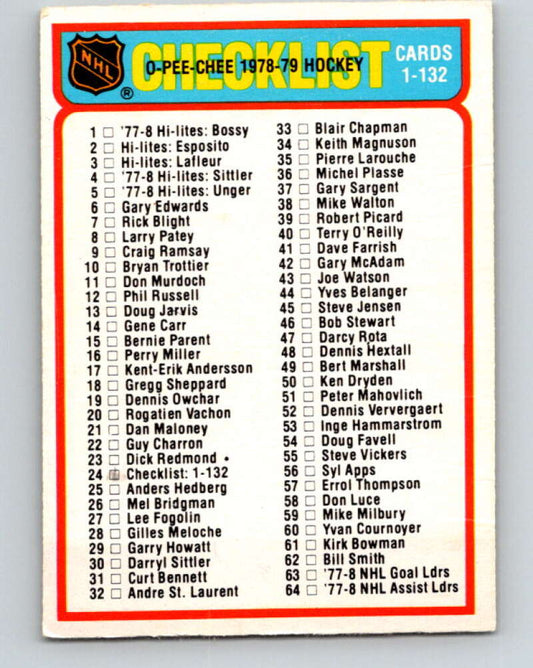 NHL
®
CHECKLIST
O-PEE-CHEE 1978-79 HOCKEY
CARDS
1-132
1 □ '77-8 Hi-lites: Bossy
2 □ Hi-lites: Esposito
3 □ Hi-lites: Lafleur
4 □ '77-8 Hi-lites: Sittler
5 □ '77-8 Hi-lites: Unger
6 □ Gary Edwards
7 □ Rick Blight
8 □ Larry Patey
9 □ Craig Ramsay
10 □ Bryan Trottier
11 □ Don Murdoch
12 □ Phil Russell
13 □ Doug Jarvis
14 □ Gene Carr
15 □ Bernie Parent
16 □ Perry Miller
17 □ Kent-Erik Andersson
18 □ Gregg Sheppard
19 □ Dennis Owchar
20 □ Rogatien Vachon
21 □ Dan Maloney
22 □ Guy Charron
23 □ Dick Redmond
24 □ Checklist: 1-132
25 □ Anders Hedberg
26 □ Mel Bridgman
27 □ Lee Fogolin
28 □ Gilles Meloche
29 □ Garry Howatt
30 □ Darryl Sittler
31 □ Curt Bennett
32 □ Andre St. Laurent
33 □ Blair Chapman
34 □ Keith Magnuson
35 □ Pierre Larouche
36 □ Michel Plasse
37 □ Gary Sargent
38 □ Mike Walton
39 □ Robert Picard
40 □ Terry O'Reilly
41 □ Dave Farrish
42 □ Gary McAdam
43 □ Joe Watson
44 □ Yves Belanger
45 □ Steve Jensen
46 □ Bob Stewart
47 □ Darcy Rota
48 □ Dennis Hextall
49 □ Bert Marshall
50 □ Ken Dryden
51 □ Peter Mahovlich
52 □ Dennis Ververgaert
53 □ Inge Hammarstrom
54 □ Doug Favell
55 □ Steve Vickers
56 □ Syl Apps
57 □ Errol Thompson
58 □ Don Luce
59 □ Mike Milbury
60 □ Yvan Cournoyer
61 □ Kirk Bowman
62 □ Bill Smith
63 □ '77-8 NHL Goal Ldrs
64 □ '77-8 NHL Assist Ldrs